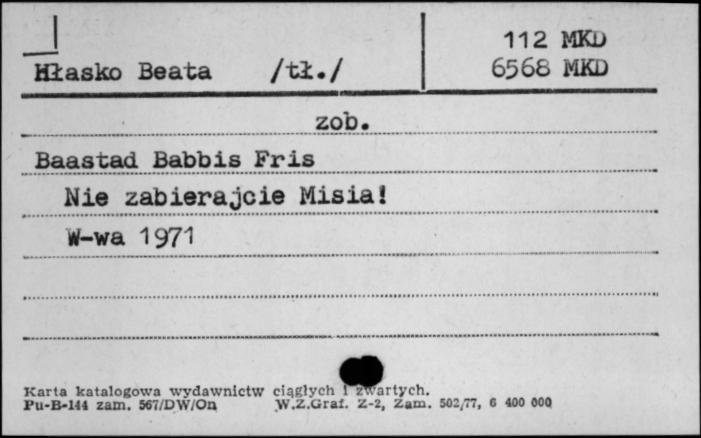 112 MKD
Hłasko Beata /tł./ 6568 MKD
zob.
Baastad Babbis Fris
Nie zabierajcie Misia!
W-wa 1971
Karta katalogowa wydawnictw ciągłych i zwartych.
Pu-B-144 zam. 567/DW/On W.Z.Graf. Z-2, Zam. 502/77, 6 400 000